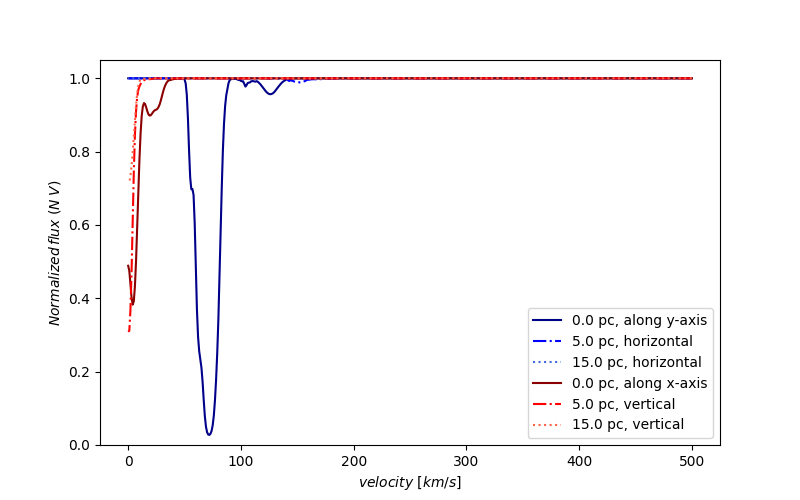 1.0
0.8
0.6
0.4
0.2
0.0
Normalized flux (N V)
0 100 200 300 400 500
velocity [km/s]
0.0 pc, along y-axis
5.0 pc, horizontal
15.0 pc, horizontal
0.0 pc, along x-axis
5.0 pc, vertical
15.0 pc, vertical